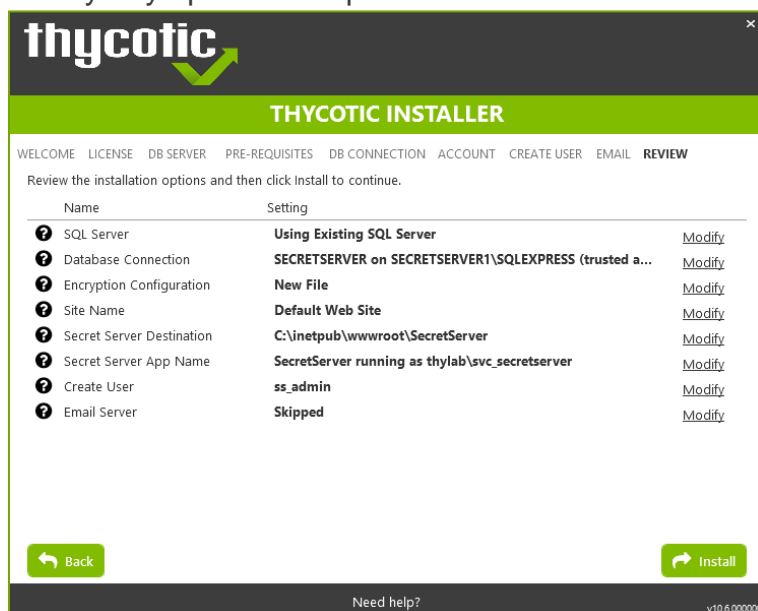 thycotic
×
THYCOTIC INSTALLER
WELCOME LICENSE DB SERVER PRE-REQUISITES DB CONNECTION ACCOUNT CREATE USER EMAIL REVIEW
Review the installation options and then click Install to continue.
Name Setting
SQL Server Using Existing SQL Server Modify
Database Connection SECRETSERVER on SECRETSERVER1\SQLEXPRESS (trusted a... Modify
Encryption Configuration New File Modify
Site Name Default Web Site Modify
Secret Server Destination C:\inetpub\wwwroot\SecretServer Modify
Secret Server App Name SecretServer running as thylab\svc_secretserver Modify
Create User ss_admin Modify
Email Server Skipped Modify
Back Install
Need help?